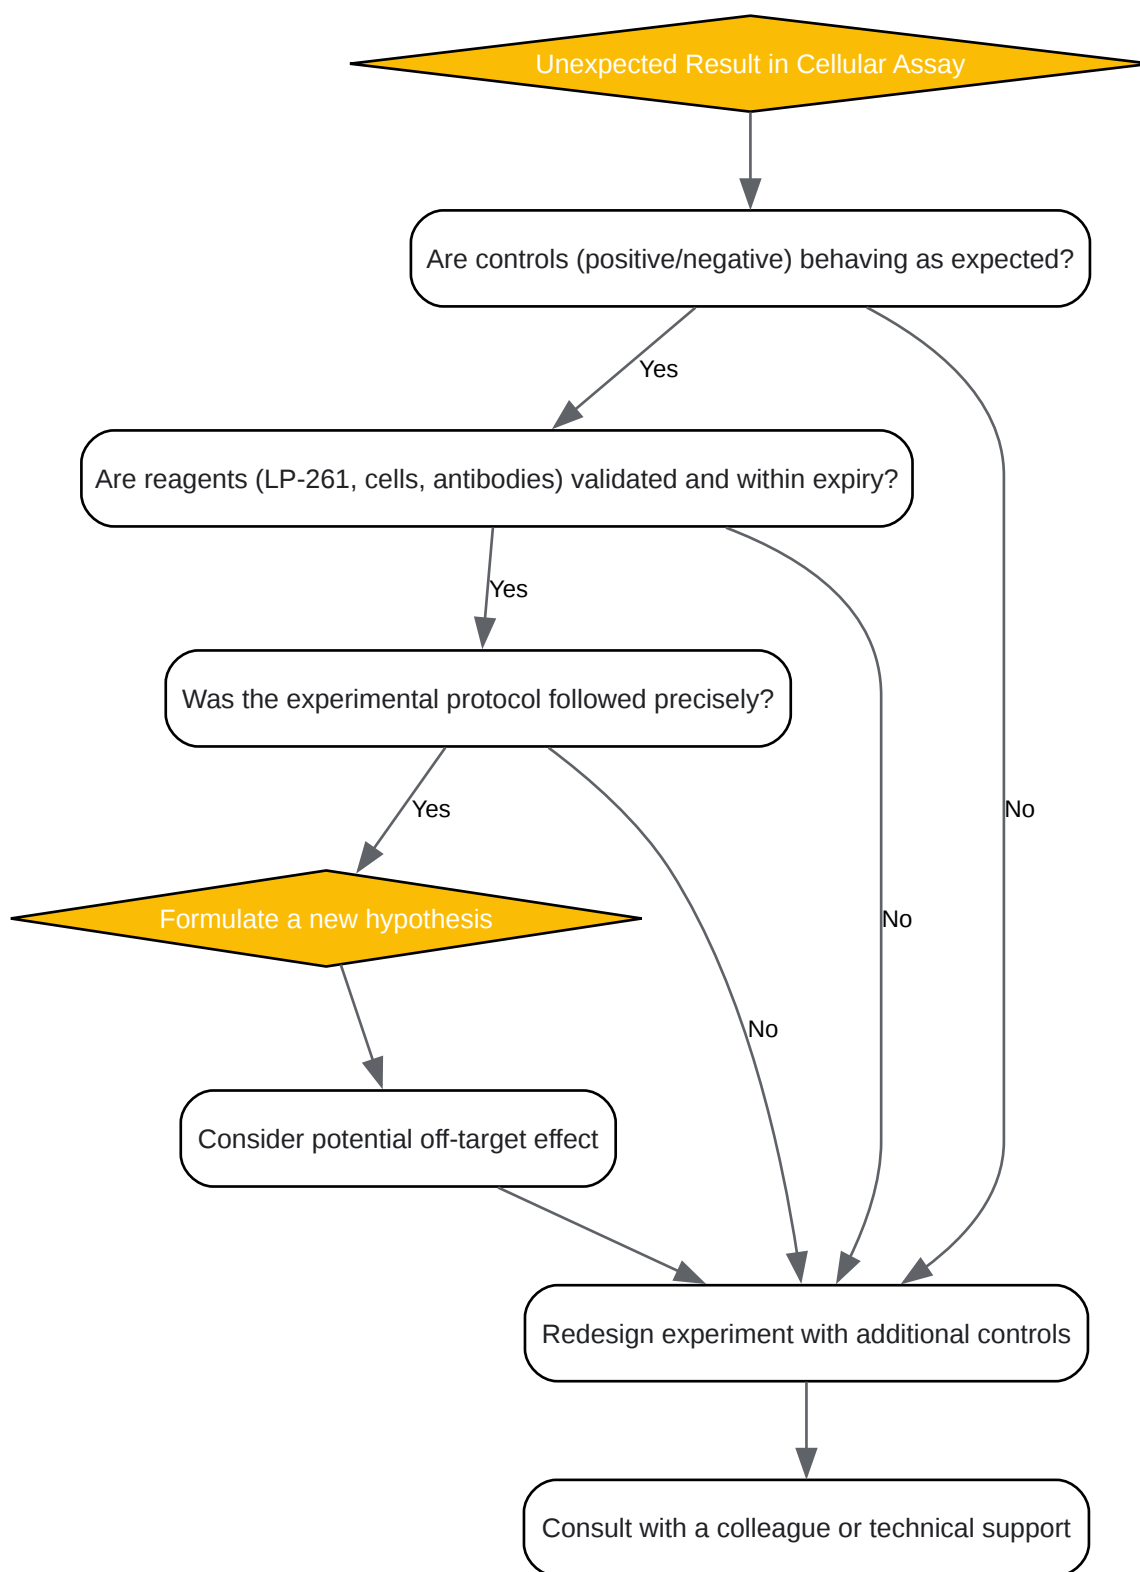 Unexpected Result in Cellular Assay
Are controls (positive/negative) behaving as expected?
Yes
Are reagents (LP-261, cells, antibodies) validated and within expiry?
Yes
Was the experimental protocol followed precisely?
Yes
No
Formulate a new hypothesis
No
No
Consider potential off-target effect
Redesign experiment with additional controls
Consult with a colleague or technical support